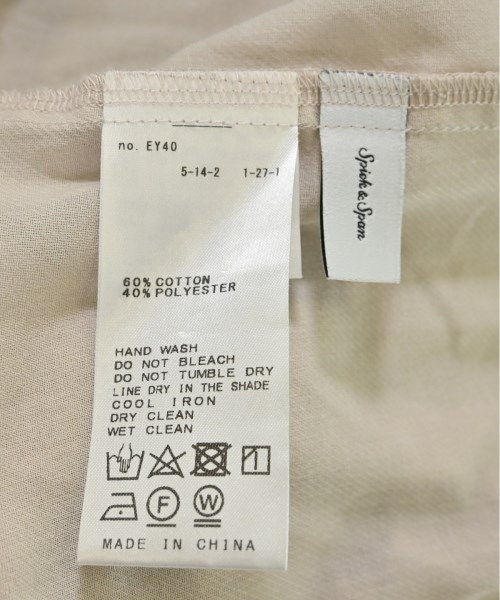 no. EY40
5-14-2 1-27-1
60% COTTON
40% POLYESTER
HAND WASH
DO NOT BLEACH
DO NOT TUMBLE DRY
LINE DRY IN THE SHADE
COOL IRON
DRY CLEAN
WET CLEAN
F W
MADE IN CHINA
Spick & Span